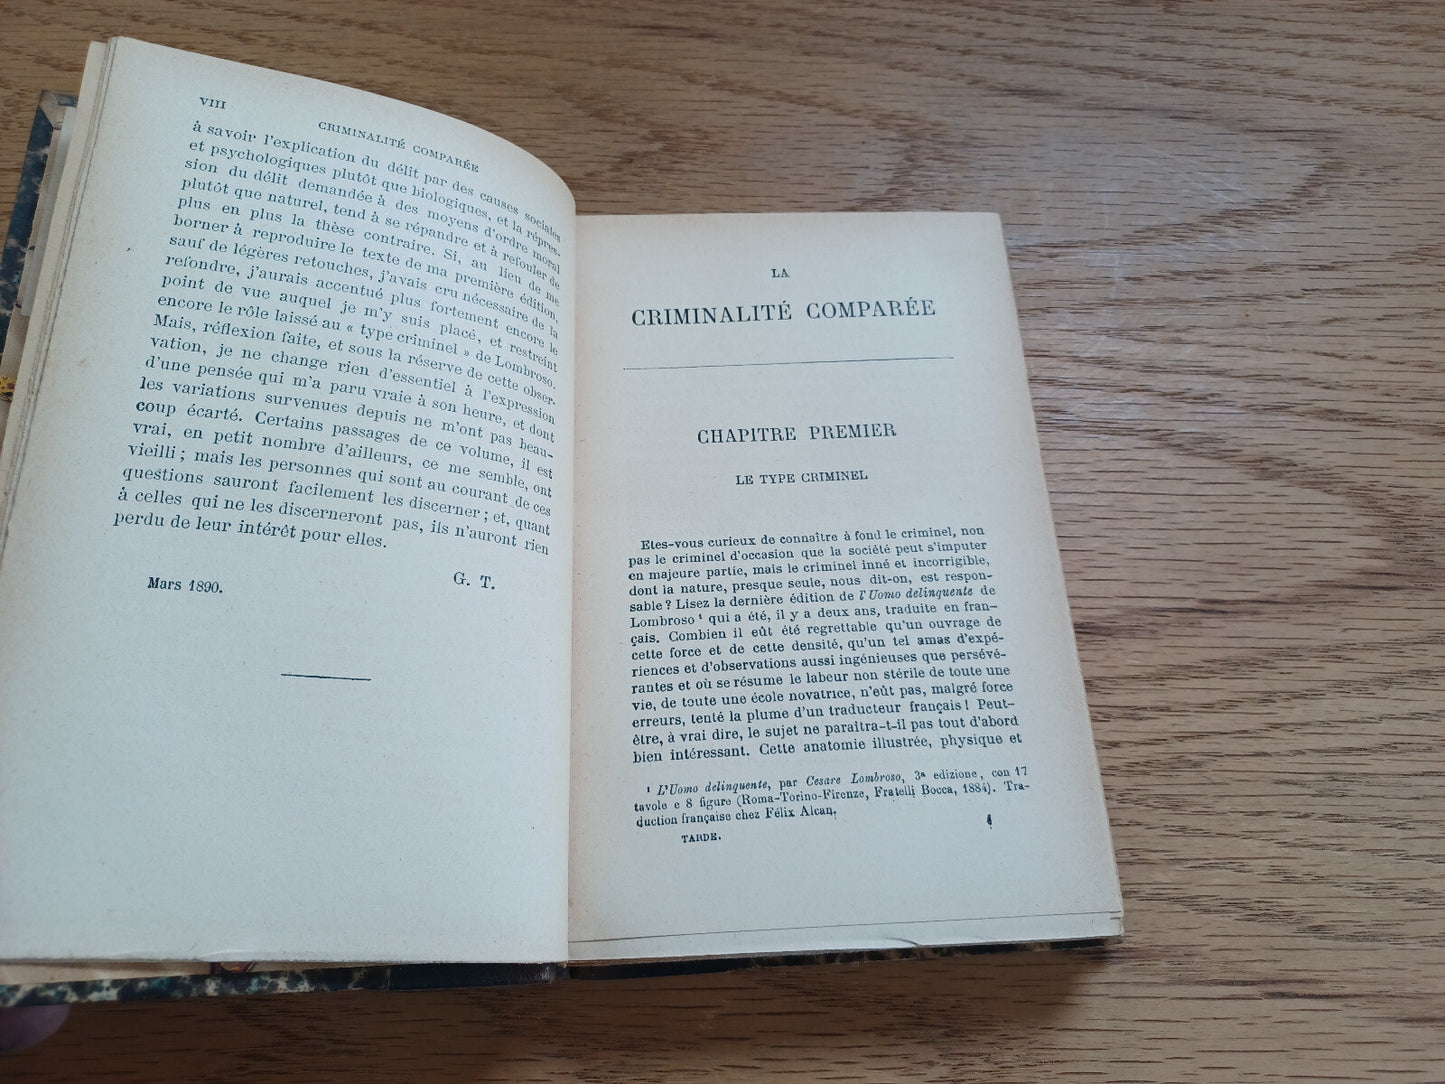 VIII
CRIMINALITÉ COMPARÉE
à savoir l'explication du délit par des causes sociales
et psychologiques plutôt que biologiques, et la répres-
sion du délit demandée à des moyens d'ordre moral
plutôt que naturel, tend à se répandre et à refouler de
plus en plus la thèse contraire. Si, au lieu de me
borner à reproduire le texte de ma première édition,
sauf de légères retouches, j'avais cru nécessaire de la
refondre, j'aurais accentué plus fortement encore le
point de vue auquel je m'y suis placé, et restreint
encore le rôle laissé au « type criminel » de Lombroso.
Mais, réflexion faite, et sous la réserve de cette obser-
vation, je ne change rien d'essentiel à l'expression
d'une pensée qui m'a paru vraie à son heure, et dont
les variations survenues depuis ne m'ont pas beau-
coup écarté. Certains passages de ce volume, il est
vrai, en petit nombre d'ailleurs, ce me semble, ont
vieilli ; mais les personnes qui sont au courant de ces
questions sauront facilement les discerner ; et, quant
à celles qui ne les discerneront pas, ils n'auront rien
perdu de leur intérêt pour elles.
G. T.
Mars 1890.
LA
CRIMINALITÉ COMPARÉE
CHAPITRE PREMIER
LE TYPE CRIMINEL
Etes-vous curieux de connaître à fond le criminel, non
pas le criminel d'occasion que la société peut s'imputer
en majeure partie, mais le criminel inné et incorrigible,
dont la nature, presque seule, nous dit-on, est respon-
sable ? Lisez la dernière édition de l'Uomo delinquente de
Lombroso ¹ qui a été, il y a deux ans, traduite en fran-
çais. Combien il eût été regrettable qu'un ouvrage de
cette force et de cette densité, qu'un tel amas d'expé-
riences et d'observations aussi ingénieuses que persévé-
rantes et où se résume le labeur non stérile de toute une
vie, de toute une école novatrice, n'eût pas, malgré force
erreurs, tenté la plume d'un traducteur français ! Peut-
être, à vrai dire, le sujet ne paraîtra-t-il pas tout d'abord
bien intéressant. Cette anatomie illustrée, physique et
¹ L'Uomo delinquente, par Cesare Lombroso, 3ª edizione, con 17
tavole e 8 figure (Roma-Torino-Firenze, Fratelli Bocca, 1884). Tra-
duction française chez Félix Alcan.
TARDE. 1